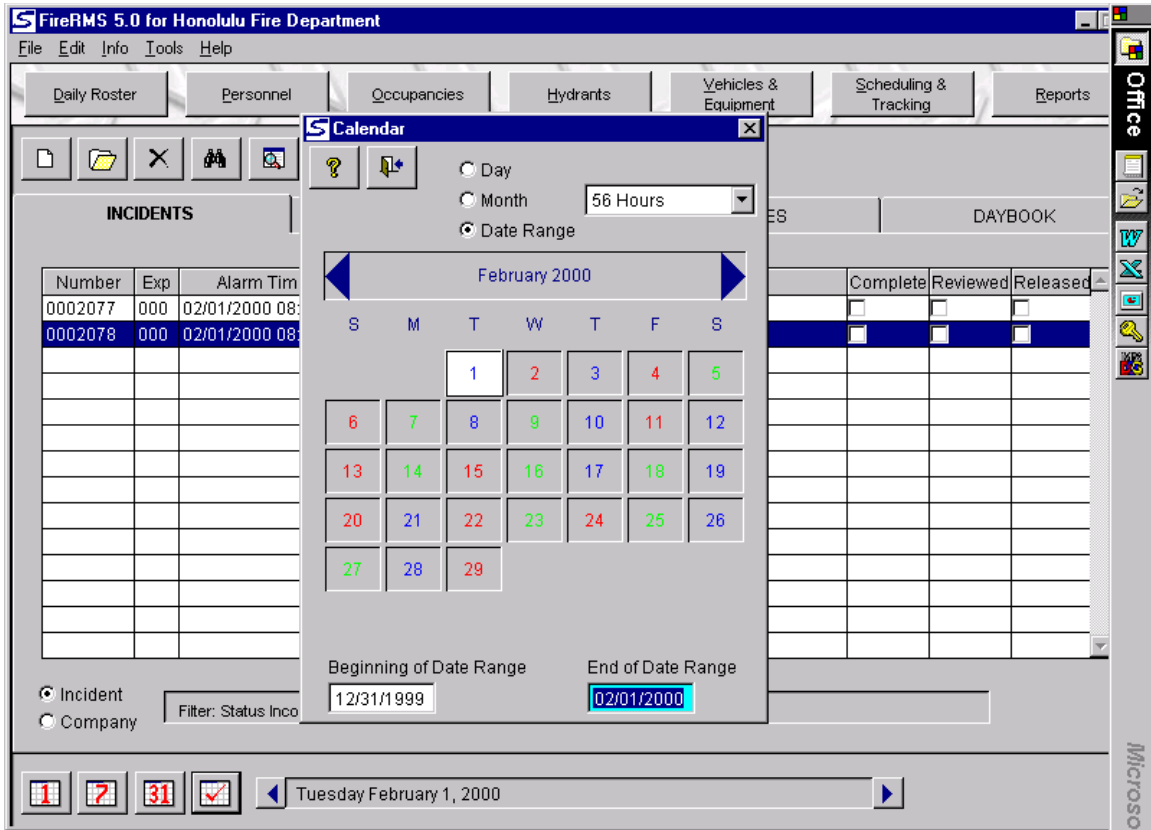 FireRMS 5.0 for Honolulu Fire Department
File Edit Info Tools Help
Daily Roster Personnel Occupancies Hydrants Vehicles & Equipment Scheduling & Tracking Reports
Office
Calendar
Day
Month 56 Hours
Date Range
INCIDENTS ES DAYBOOK
February 2000
Number Exp Alarm Tim Complete Reviewed Released
0002077 000 02/01/2000 08:
0002078 000 02/01/2000 08:
S M T W T F S
1 2 3 4 5
6 7 8 9 10 11 12
13 14 15 16 17 18 19
20 21 22 23 24 25 26
27 28 29
Beginning of Date Range End of Date Range
12/31/1999 02/01/2000
Incident
Company
Filter: Status Inco
1 7 31
Tuesday February 1, 2000
Microso